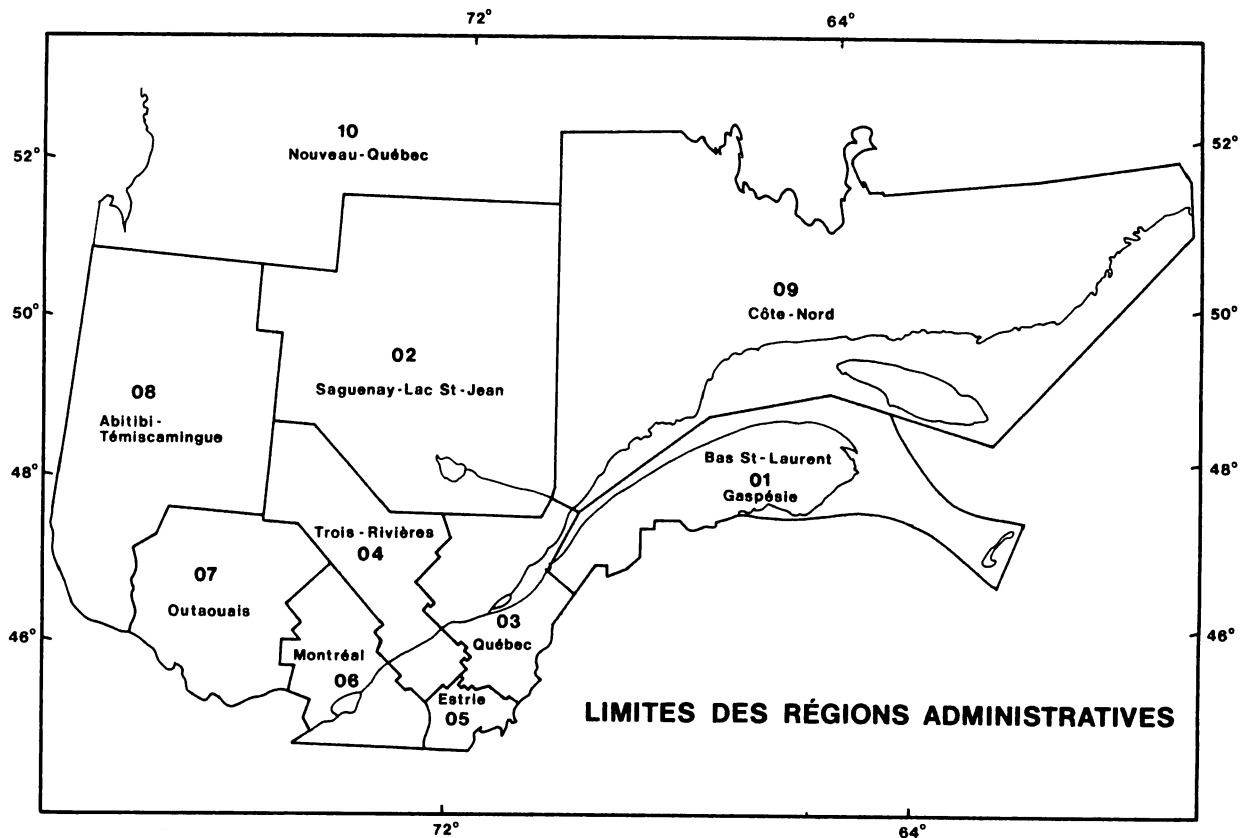 72°
64°
52°
52°
10
Nouveau-Québec
09
Côte-Nord
50°
50°
02
Saguenay-Lac St-Jean
08
Abitibi-
Témiscamingue
48°
48°
Bas St-Laurent
01
Gaspésie
Trois-Rivières
04
07
Outaouais
03
Québec
46°
46°
Montréal
06
Estrie
05
LIMITES DES RÉGIONS ADMINISTRATIVES
72°
64°